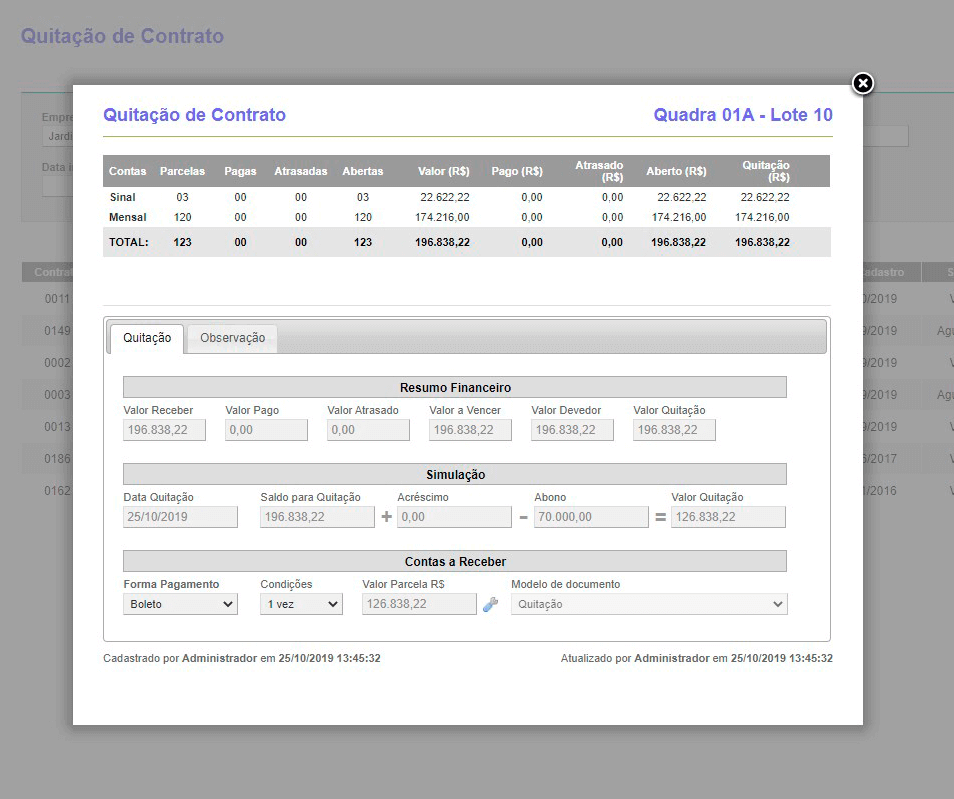 Quitação de Contrato
Quitação de Contrato Quadra 01A - Lote 10
Contas Parcelas Pagas Atrasadas Abertas Valor (R$) Pago (R$) Atrasado (R$) Aberto (R$) Quitação (R$)
Sinal 03 00 00 03 22.622,22 0,00 0,00 22.622,22 22.622,22
Mensal 120 00 00 120 174.216,00 0,00 0,00 174.216,00 174.216,00
TOTAL: 123 00 00 123 196.838,22 0,00 0,00 196.838,22 196.838,22
0011
0149
0002
0003
0013
0186
0162
Quitação Observação
Resumo Financeiro
Valor Receber Valor Pago Valor Atrasado Valor a Vencer Valor Devedor Valor Quitação
196.838,22 0,00 0,00 196.838,22 196.838,22 196.838,22
Simulação
Data Quitação Saldo para Quitação Acréscimo Abono Valor Quitação
25/10/2019 196.838,22 + 0,00 - 70.000,00 = 126.838,22
Contas a Receber
Forma Pagamento Condições Valor Parcela R$ Modelo de documento
Boleto 1 vez 126.838,22 Quitação
Cadastrado por Administrador em 25/10/2019 13:45:32 Atualizado por Administrador em 25/10/2019 13:45:32